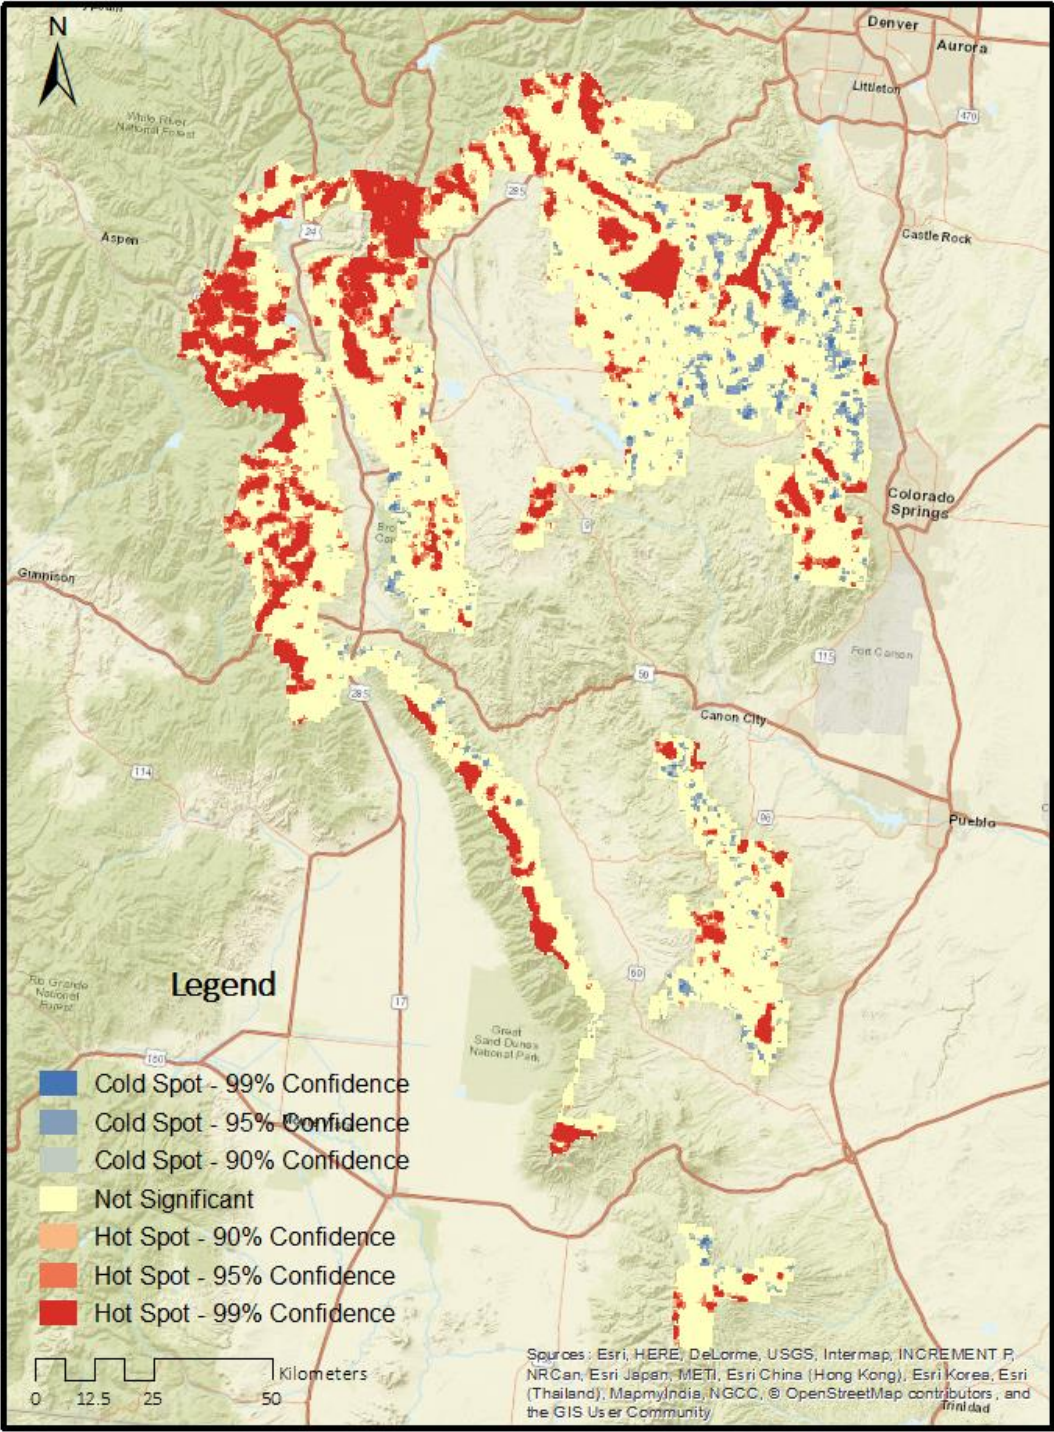 N
Denver
Aurora
Littleton
470
White River
National Forest
285
24
Aspen
Castle Rock
Colorado
Springs
9
Gunnison
Fort Carson
115
50
285
Canon City
114
96
Pueblo
Legend
69
Rio Grande
National
Forest
17
Great
Sand Dunes
National Park
160
Cold Spot - 99% Confidence
Cold Spot - 95% Confidence
Cold Spot - 90% Confidence
Not Significant
Hot Spot - 90% Confidence
Hot Spot - 95% Confidence
Hot Spot - 99% Confidence
Kilometers
0 12.5 25 50
Sources: Esri, HERE, DeLorme, USGS, Intermap, INCREMENT P,
NRCan, Esri Japan, METI, Esri China (Hong Kong), Esri Korea, Esri
(Thailand), MapmyIndia, NGCC, © OpenStreetMap contributors, and
the GIS User Community
Trinidad